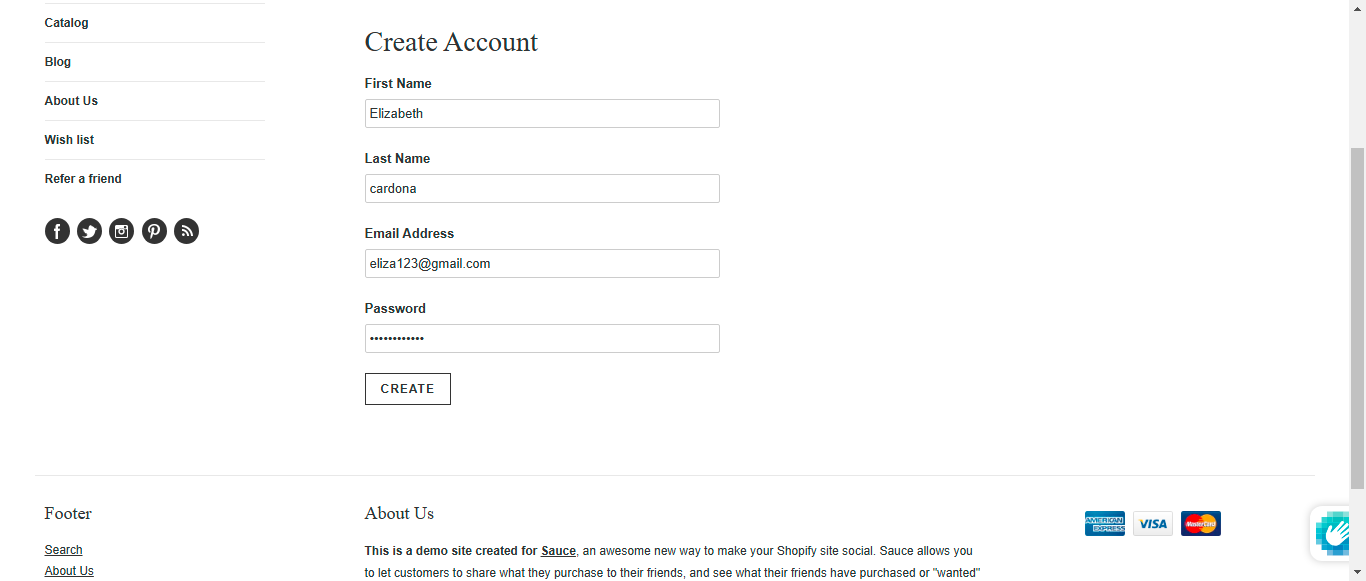 Catalog
Blog
About Us
Wish list
Refer a friend
Create Account
First Name
Elizabeth
Last Name
cardona
Email Address
eliza123@gmail.com
Password
••••••••••••
CREATE
Footer
Search
About Us
About Us
This is a demo site created for Sauce, an awesome new way to make your Shopify site social. Sauce allows you
to let customers to share what they purchase to their friends, and see what their friends have purchased or "wanted"
AMERICAN
EXPRESS
VISA
MasterCard